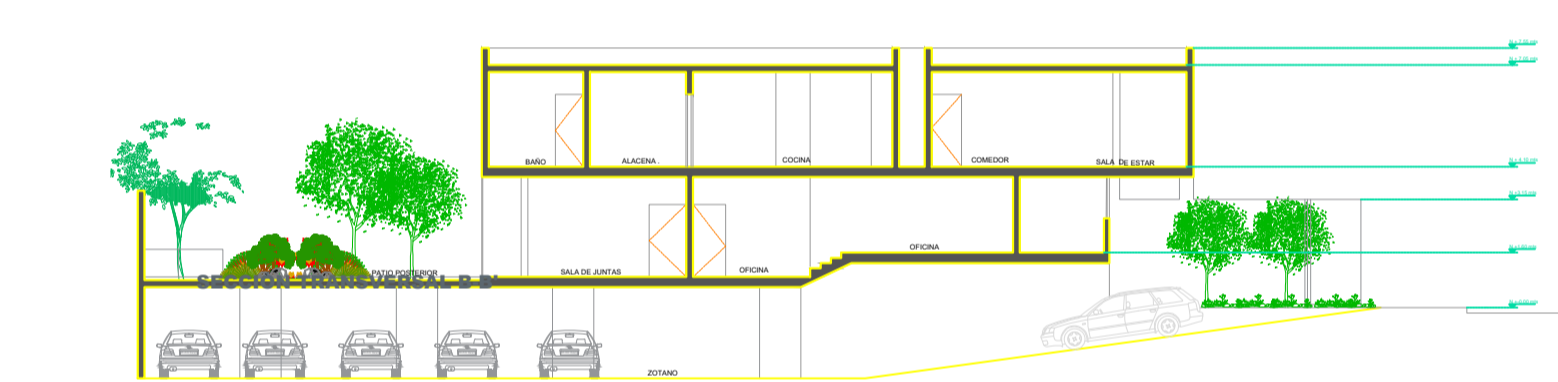 BAÑO
ALACENA .
COCINA
COMEDOR
SALA DE ESTAR
OFICINA
PATIO POSTERIOR
SALA DE JUNTAS
OFICINA
SECCION TRANSVERSAL B-B'
ZOTANO